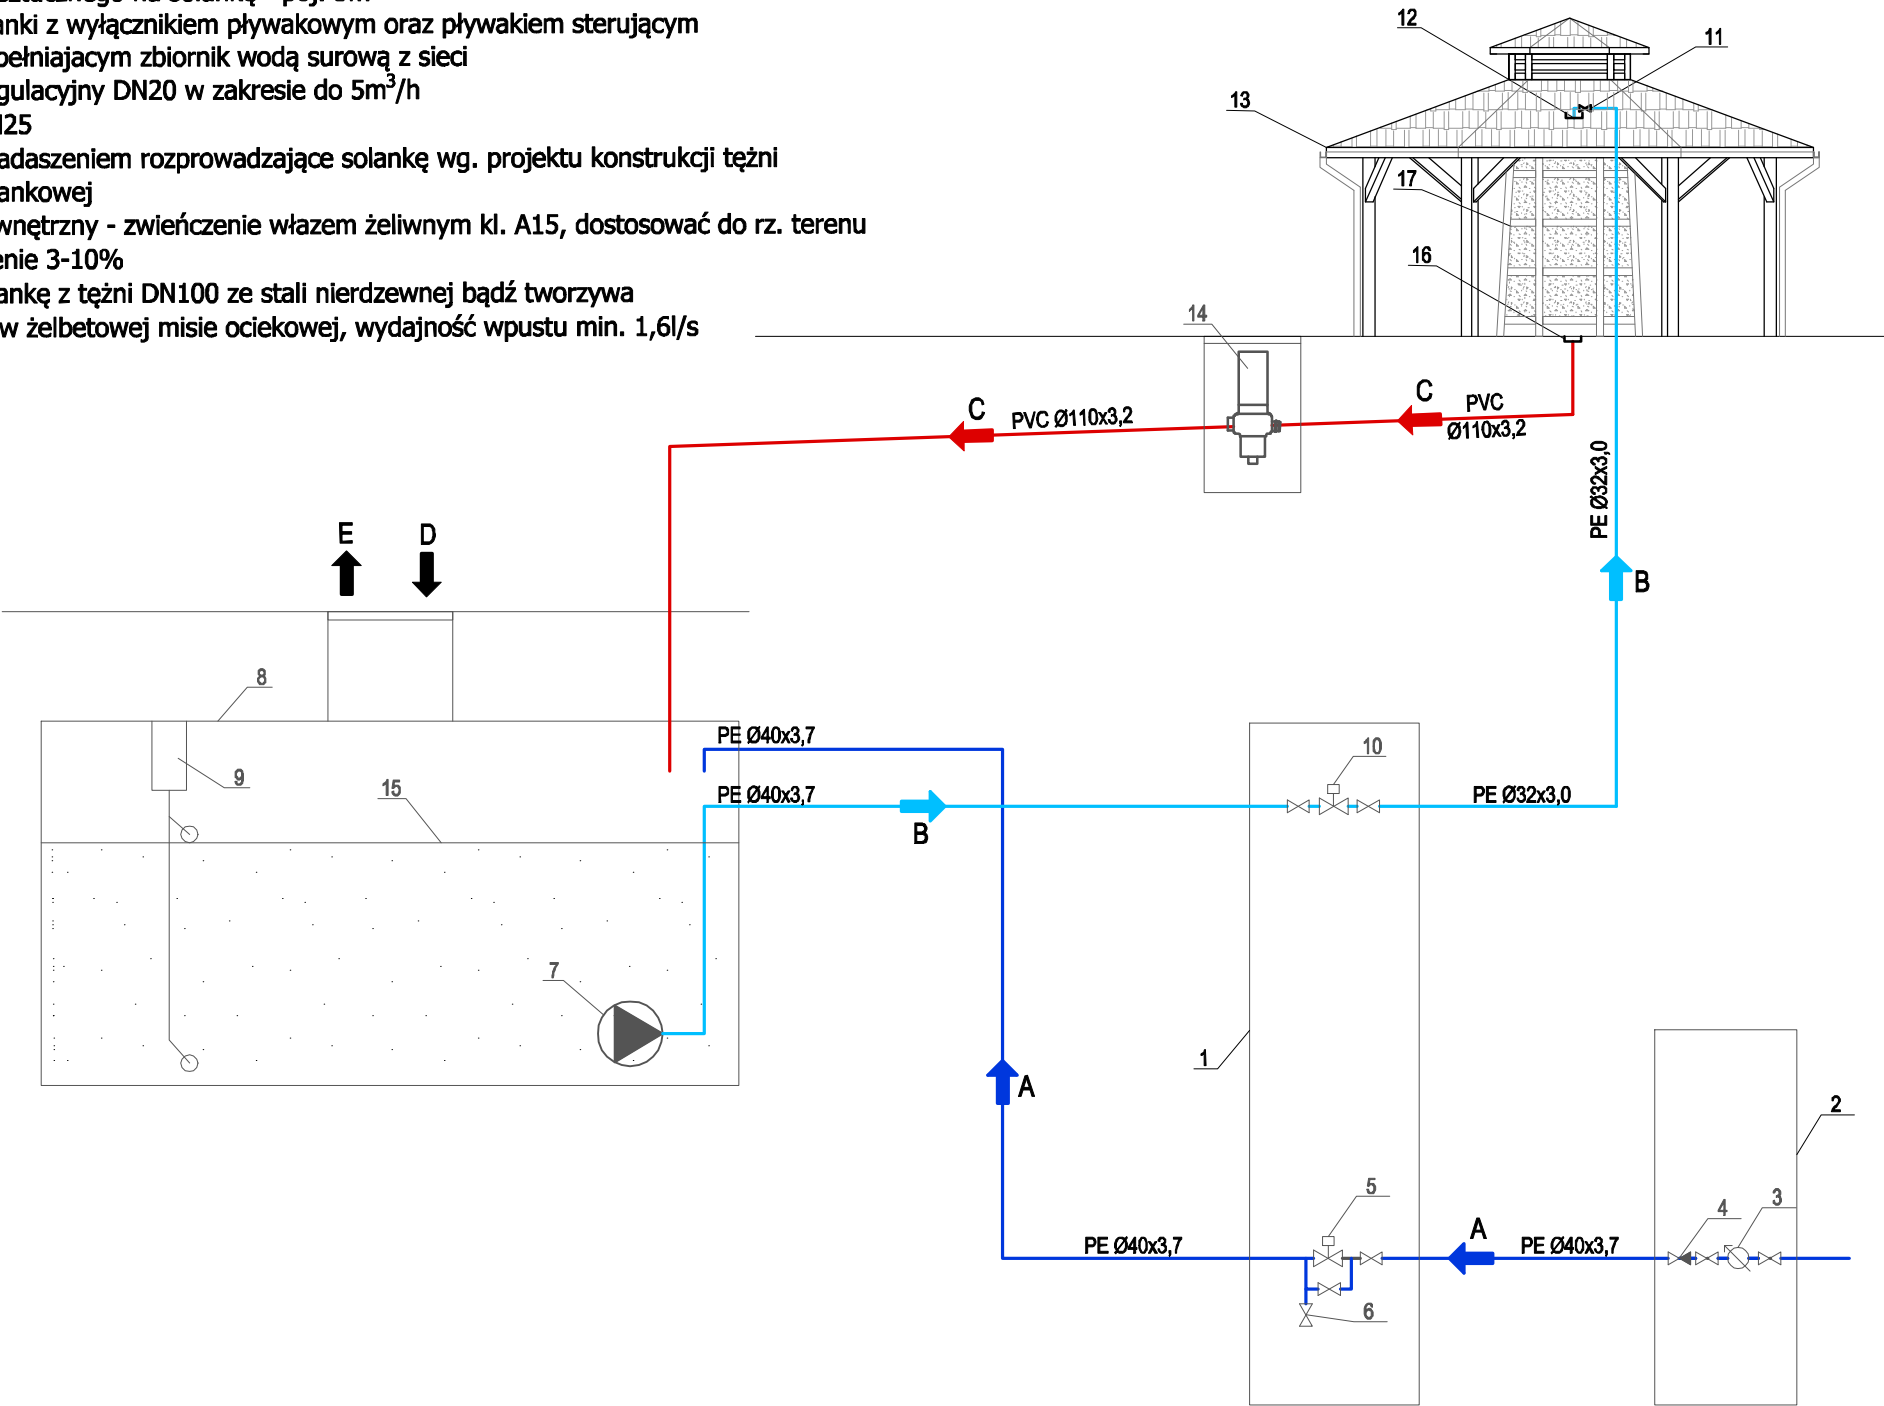 anki z wyłącznikiem pływakowym oraz pływakiem sterującym
pełniajacym zbiornik wodą surową z sieci
gulacyjny DN20 w zakresie do 5m³/h
25
adaszeniem rozprowadzające solankę wg. projektu konstrukcji tężni
ankowej
wnętrzny - zwieńczenie włazem żeliwnym kl. A15, dostosować do rz. terenu
enie 3-10%
ankę z tężni DN100 ze stali nierdzewnej bądź tworzywa
w żelbetowej misie ociekowej, wydajność wpustu min. 1,6l/s
12
11
13
17
16
14
C
PVC Ø110x3,2
C
PVC
Ø110x3,2
PE Ø32x3,0
B
E
D
8
9
15
7
PE Ø40x3,7
PE Ø40x3,7
B
10
PE Ø32x3,0
1
A
2
5
4
3
A
PE Ø40x3,7
PE Ø40x3,7
6